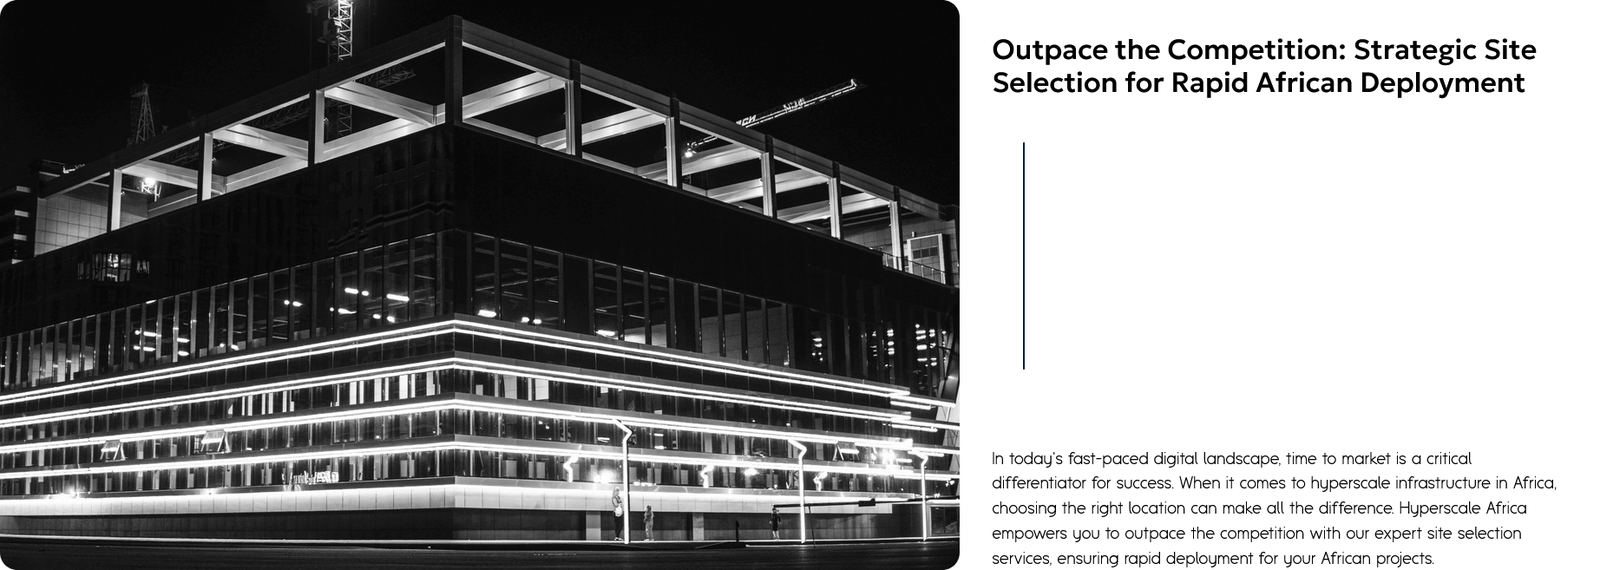 Outpace the Competition: Strategic Site
Selection for Rapid African Deployment
In today's fast-paced digital landscape, time to market is a critical
differentiator for success. When it comes to hyperscale infrastructure in Africa,
choosing the right location can make all the difference. Hyperscale Africa
empowers you to outpace the competition with our expert site selection
services, ensuring rapid deployment for your African projects.